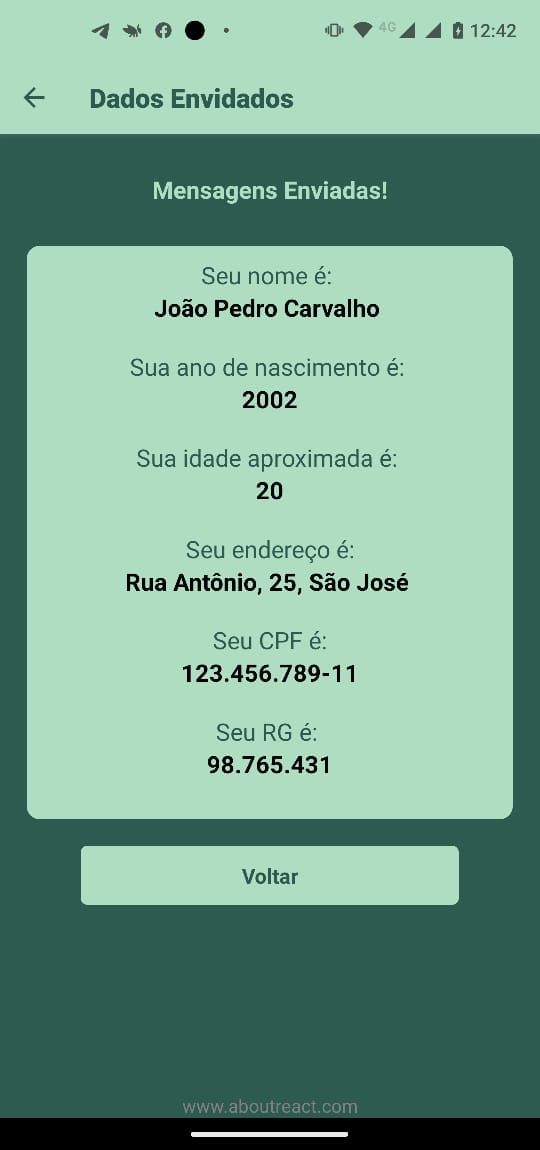 4G 12:42
Dados Envidados
Mensagens Enviadas!
Seu nome é:
João Pedro Carvalho
Sua ano de nascimento é:
2002
Sua idade aproximada é:
20
Seu endereço é:
Rua Antônio, 25, São José
Seu CPF é:
123.456.789-11
Seu RG é:
98.765.431
Voltar
www.aboutreact.com